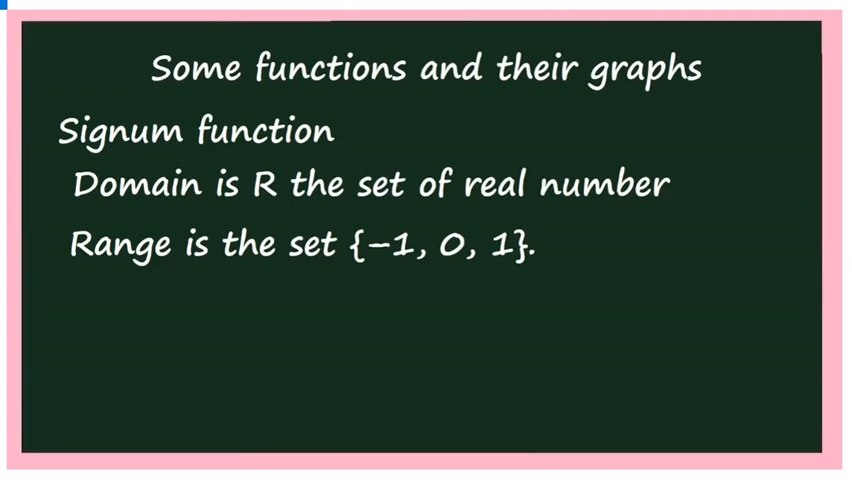 Some functions and their graphs
Signum function
Domain is R the set of real number
Range is the set {–1, 0, 1}.